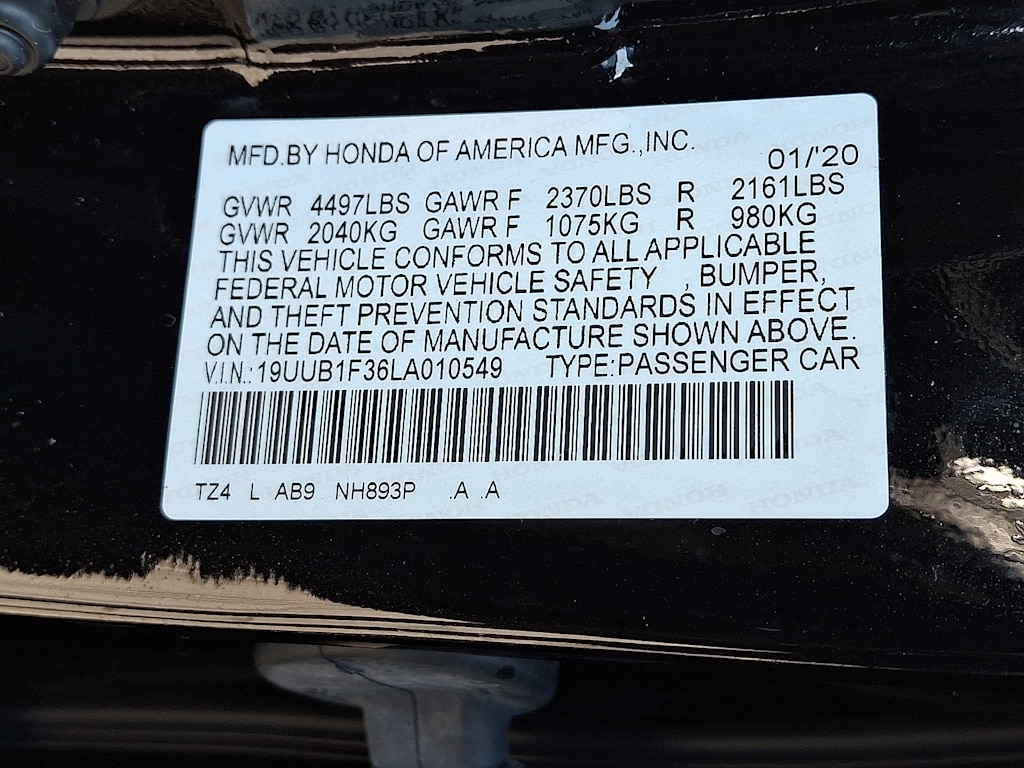 MFD.BY HONDA OF AMERICA MFG.,INC. 01/'20
GVWR 4497LBS GAWR F 2370LBS R 2161LBS
GVWR 2040KG GAWR F 1075KG R 980KG
THIS VEHICLE CONFORMS TO ALL APPLICABLE
FEDERAL MOTOR VEHICLE SAFETY , BUMPER,
AND THEFT PREVENTION STANDARDS IN EFFECT
ON THE DATE OF MANUFACTURE SHOWN ABOVE.
V.I.N.:19UUB1F36LA010549 TYPE:PASSENGER CAR
TZ4 L AB9 NH893P .A .A